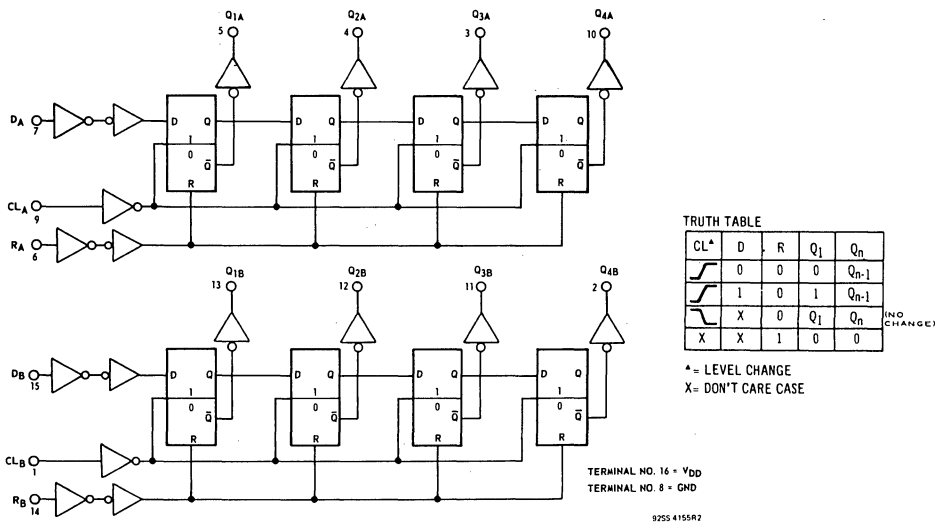 Q1A
Q2A
Q3A
Q4A
5
4
3
10
DA
7
D Q
D Q
D Q
D Q
1
1
1
1
0
0
0
0
Q̅
Q̅
Q̅
Q̅
R
R
R
R
CLA
9
RA
6
Q1B
Q2B
Q3B
Q4B
13
12
11
2
DB
15
D Q
D Q
D Q
D Q
1
1
1
1
0
0
0
0
Q̅
Q̅
Q̅
Q̅
R
R
R
R
CLB
1
RB
14
TERMINAL NO. 16 = VDD
TERMINAL NO. 8 = GND
92SS 4155R2
TRUTH TABLE
CL▲ D R Q1 Qn
0 0 0 Qn-1
1 0 1 Qn-1
X 0 Q1 Qn (NO CHANGE)
X X 1 0 0
▲ = LEVEL CHANGE
X = DON'T CARE CASE